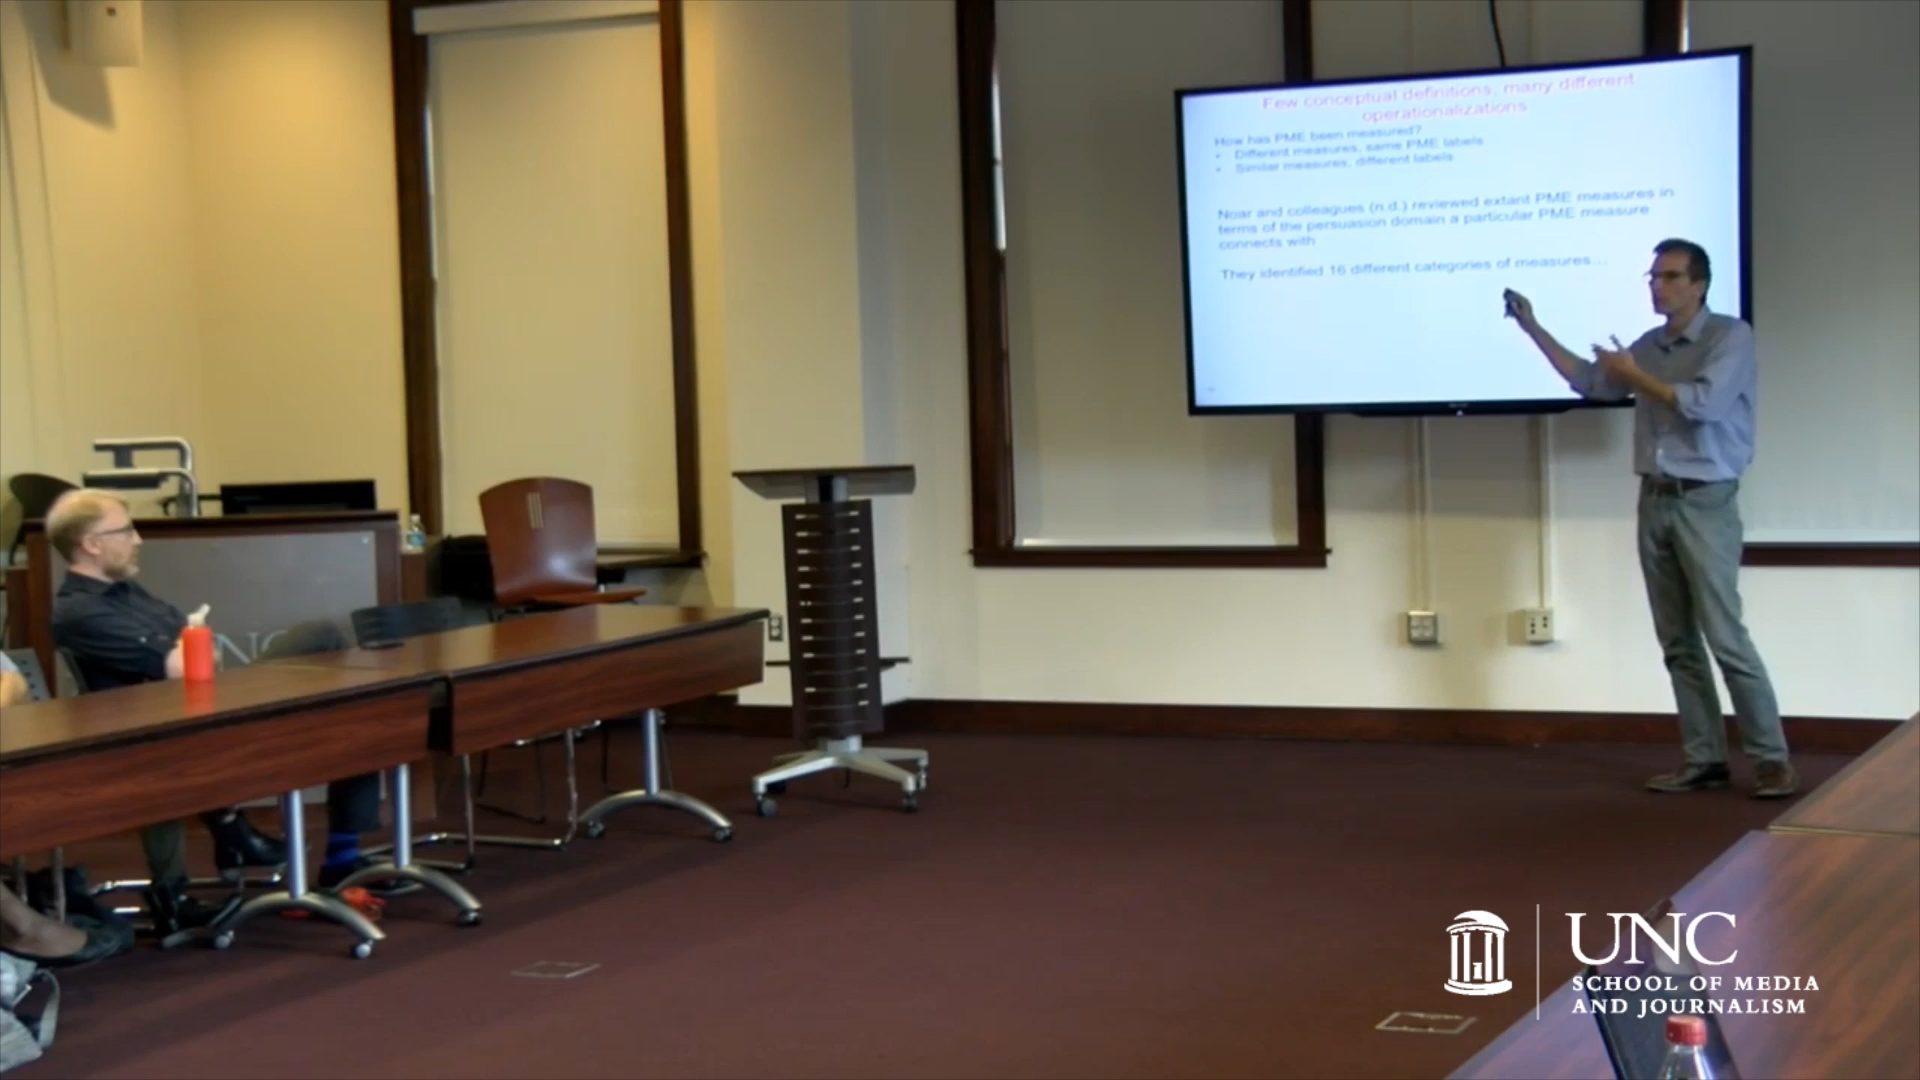 Few conceptual definitions, many different
operationalizations
How has PME been measured?
• Different measures, same PME labels
• Similar measures, different labels
Noar and colleagues (n.d.) reviewed extant PME measures in
terms of the persuasion domain a particular PME measure
connects with
They identified 16 different categories of measures...
UNC
UNC
SCHOOL OF MEDIA
AND JOURNALISM